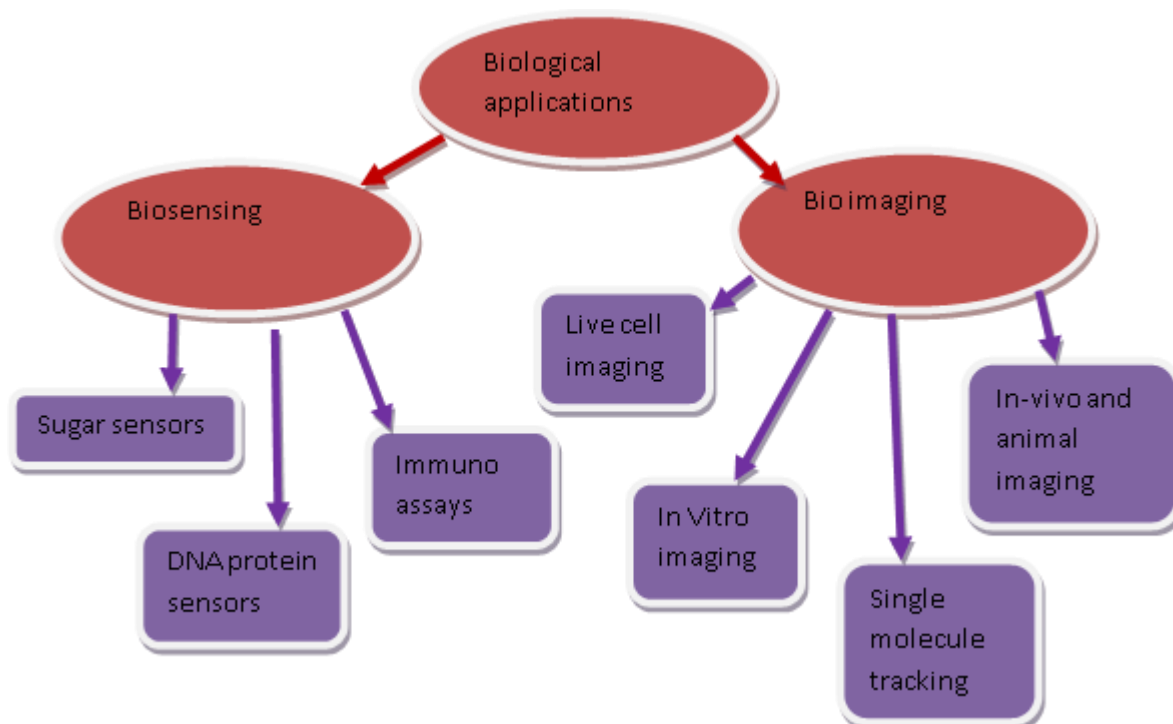 Biological
applications
Biosensing
Bio imaging
Live cell
imaging
In-vivo and
animal
imaging
Sugar sensors
Immuno
assays
In Vitro
imaging
DNA protein
sensors
Single
molecule
tracking